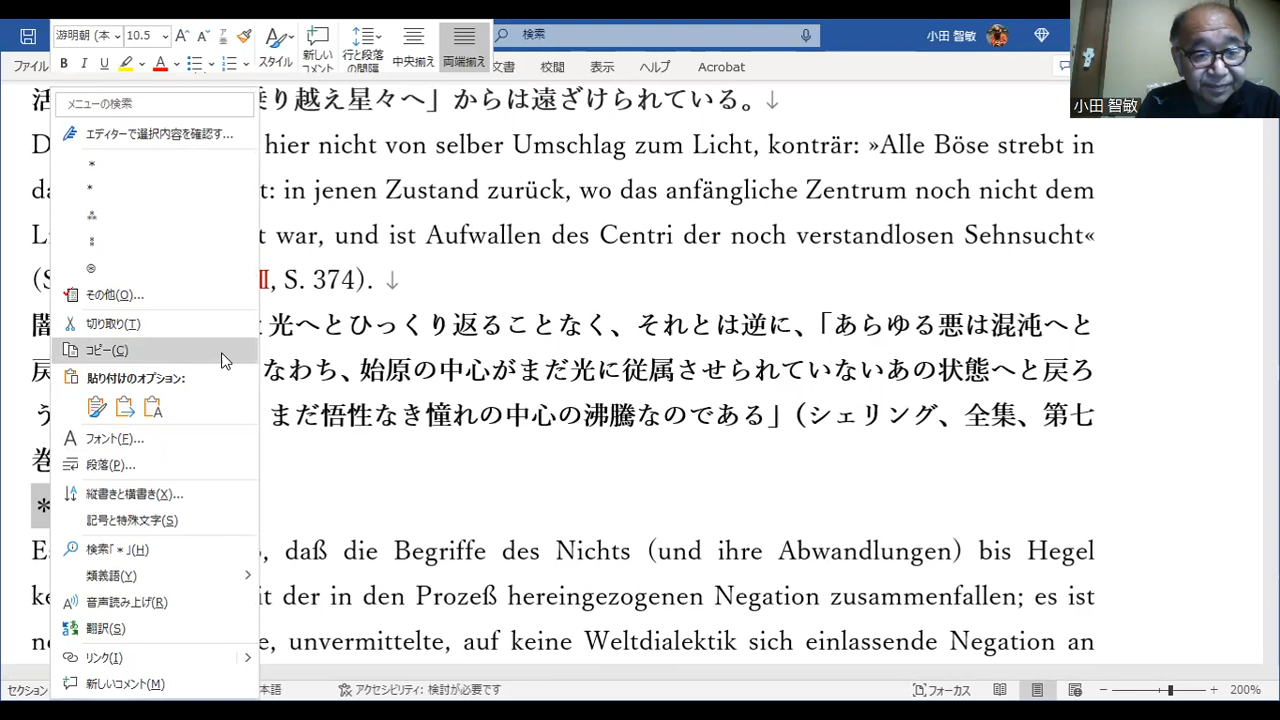 游明朝 (本
10.5
検索
小田 智敏
新しい
コメント
行と段落
の間隔
スタイル
中央揃え
両端揃え
B I U
ファイル
文書
校閲
表示
ヘルプ
Acrobat
小田 智敏
メニューの検索
エディターで選択内容を確認す...
*
*
⁂
⁑
その他(O)...
切り取り(T)
コピー(C)
貼り付けのオプション:
フォント(F)...
段落(P)...
縦書きと横書き(X)...
記号と特殊文字(S)
検索「*」(H)
類義語(Y)
音声読み上げ(R)
翻訳(S)
リンク(I)
新しいコメント(M)
活 り越え星々へ」からは遠ざけられている。↓
D hier nicht von selber Umschlag zum Licht, konträr: »Alle Böse strebt in
da t: in jenen Zustand zurück, wo das anfängliche Zentrum noch nicht dem
Li t war, und ist Aufwallen des Centri der noch verstandlosen Sehnsucht«
(S Ⅱ, S. 374). ↓
闇 光へとひっくり返ることなく、それとは逆に、「あらゆる悪は混沌へと
戻 なわち、始原の中心がまだ光に従属させられていないあの状態へと戻ろ
う まだ悟性なき憧れの中心の沸騰なのである」(シェリング、全集、第七
巻
*
E , daß die Begriffe des Nichts (und ihre Abwandlungen) bis Hegel
ke it der in den Prozeß hereingezogenen Negation zusammenfallen; es ist
ne e, unvermittelte, auf keine Weltdialektik sich einlassende Negation an
セクション
本語
アクセシビリティ: 検討が必要です
フォーカス
200%